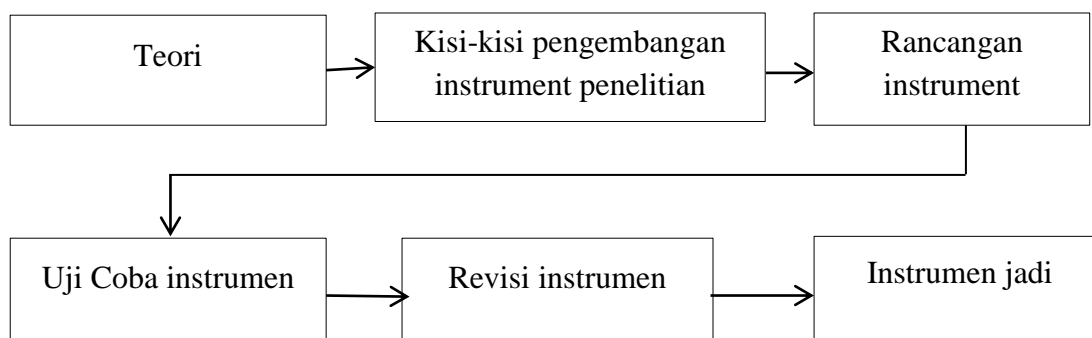 Teori
Kisi-kisi pengembangan
instrument penelitian
Rancangan
instrument
Uji Coba instrumen
Revisi instrumen
Instrumen jadi